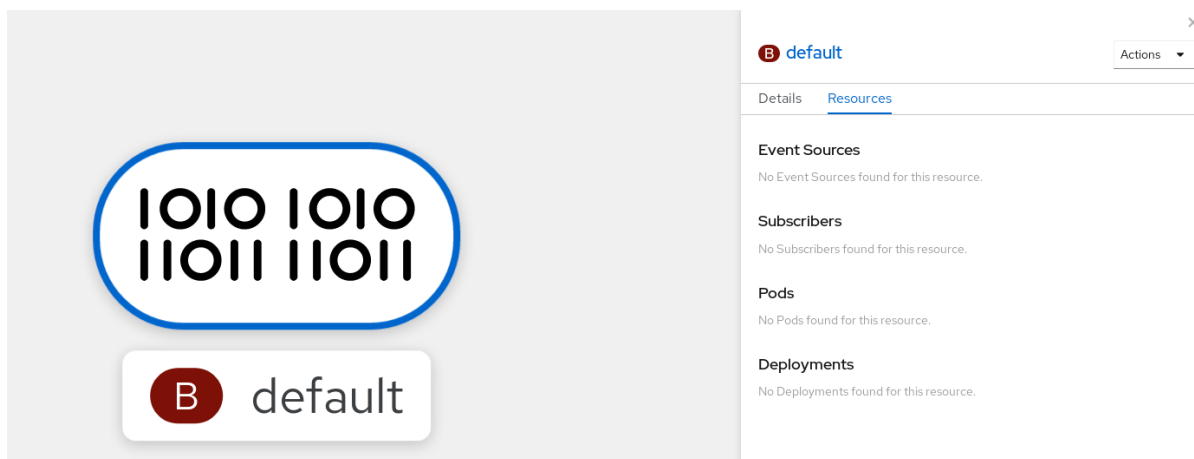 1010 1010
11011 11011
B default
B default
Actions
Details Resources
Event Sources
No Event Sources found for this resource.
Subscribers
No Subscribers found for this resource.
Pods
No Pods found for this resource.
Deployments
No Deployments found for this resource.